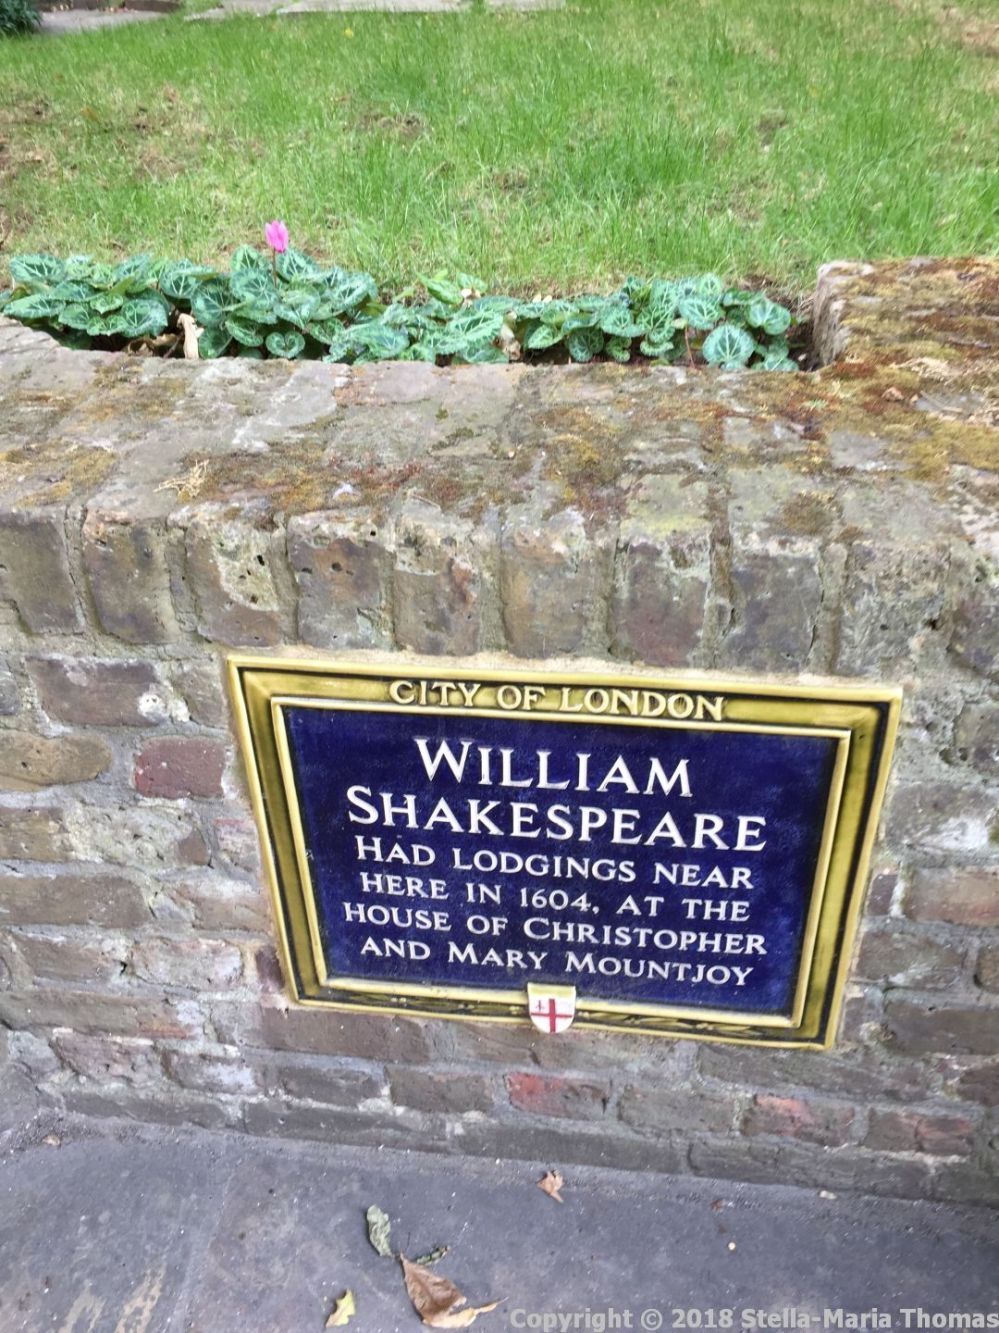 CITY OF LONDON
WILLIAM
SHAKESPEARE
HAD LODGINGS NEAR
HERE IN 1604, AT THE
HOUSE OF CHRISTOPHER
AND MARY MOUNTJOY
Copyright © 2018 Stella-Maria Thomas